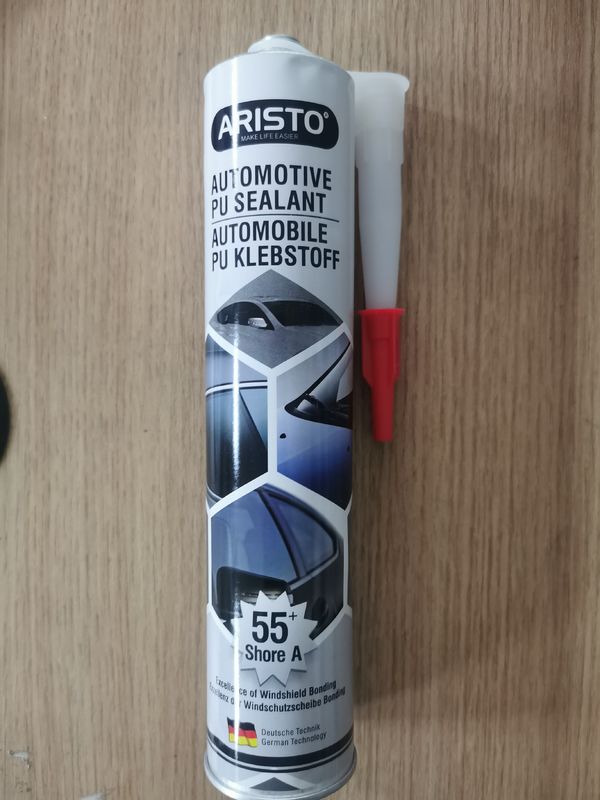 ARISTO
MAKE LIFE EASIER
AUTOMOTIVE
PU SEALANT
AUTOMOBILE
PU KLEBSTOFF
55+
Shore A
Excellence of Windshield Bonding
Exzellenz der Windschutzscheibe Bonding
Deutsche Technik
German Technology